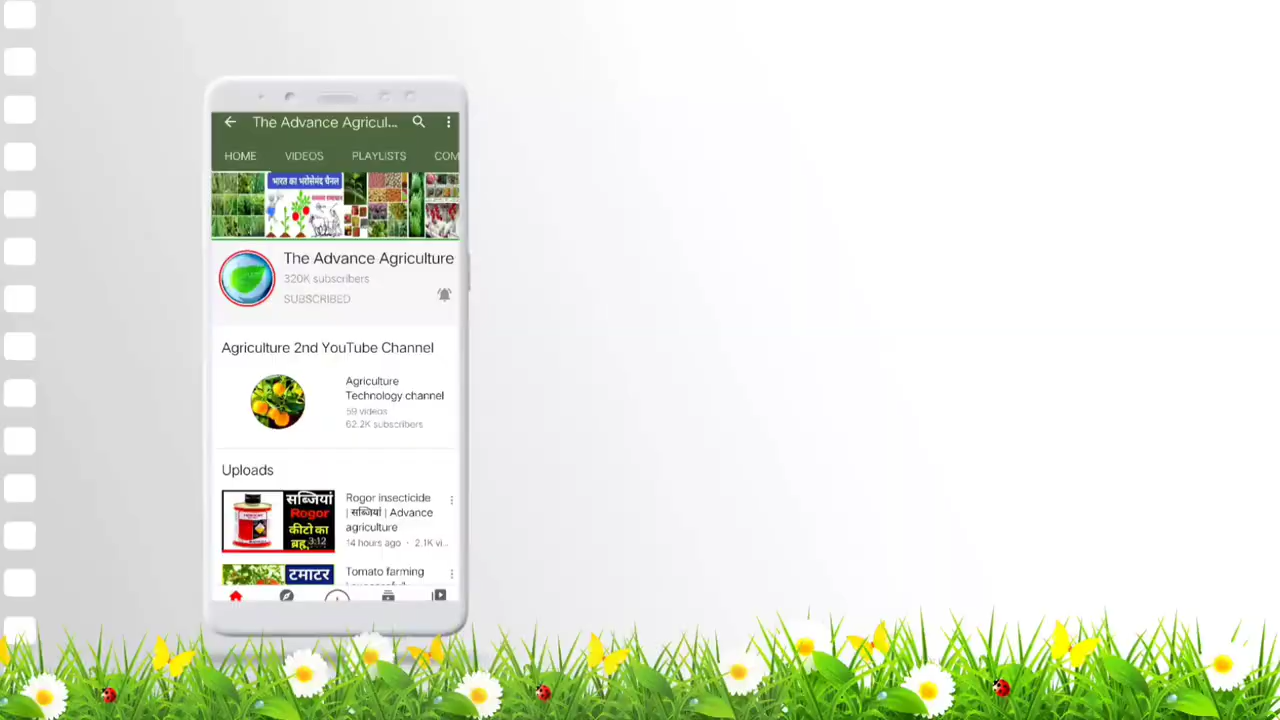 The Advance Agricul...
HOME VIDEOS PLAYLISTS COM
भारत का भरोसेमंद चैनल
The Advance Agriculture
320K subscribers
SUBSCRIBED
Agriculture 2nd YouTube Channel
Agriculture
Technology channel
59 videos
62.2K subscribers
Uploads
सब्जियां
Rogor
कीटो का
3:12
Rogor insecticide
| सब्जियां | Advance
agriculture
14 hours ago · 2.1K vi...
टमाटर
Tomato farming